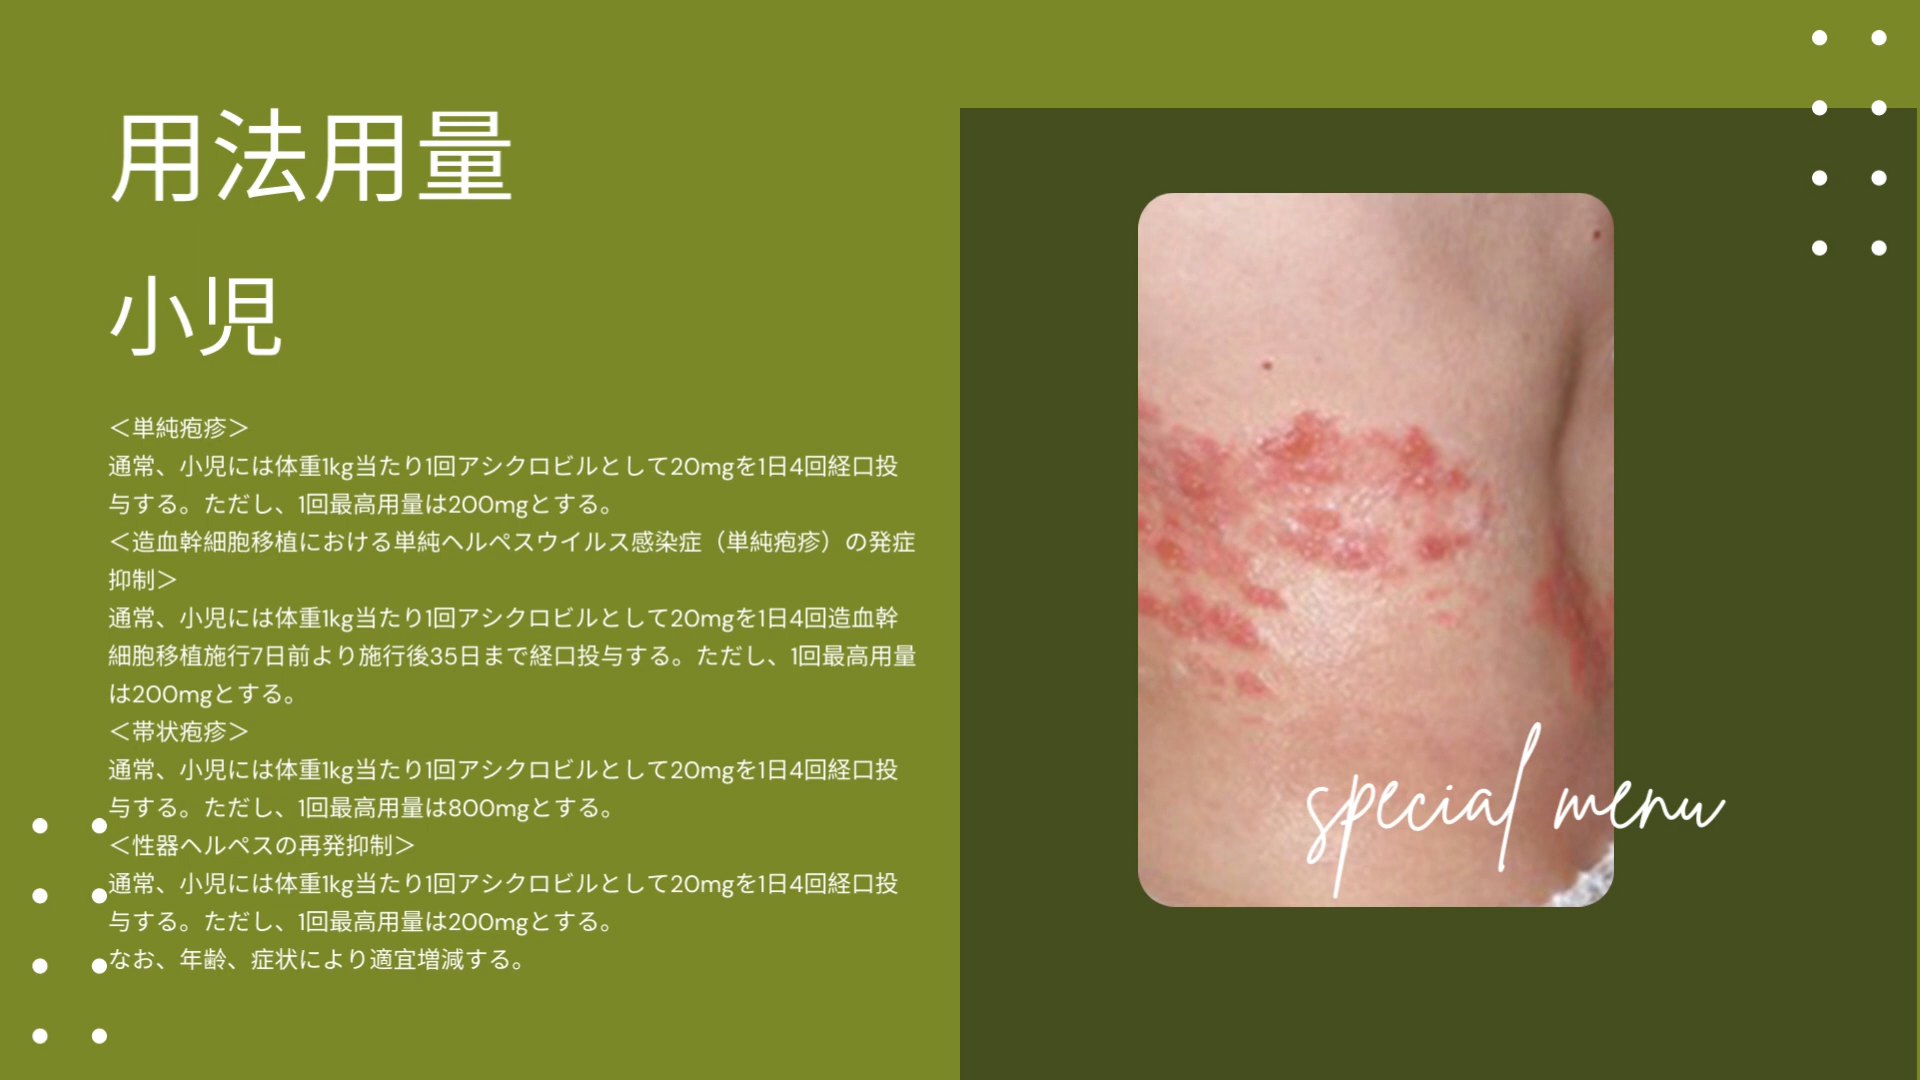 用法用量
小児
＜単純疱疹＞
通常、小児には体重1kg当たり1回アシクロビルとして20mgを1日4回経口投
与する。ただし、1回最高用量は200mgとする。
＜造血幹細胞移植における単純ヘルペスウイルス感染症（単純疱疹）の発症
抑制＞
通常、小児には体重1kg当たり1回アシクロビルとして20mgを1日4回造血幹
細胞移植施行7日前より施行後35日まで経口投与する。ただし、1回最高用量
は200mgとする。
＜帯状疱疹＞
通常、小児には体重1kg当たり1回アシクロビルとして20mgを1日4回経口投
与する。ただし、1回最高用量は800mgとする。
＜性器ヘルペスの再発抑制＞
通常、小児には体重1kg当たり1回アシクロビルとして20mgを1日4回経口投
与する。ただし、1回最高用量は200mgとする。
なお、年齢、症状により適宜増減する。
special menu